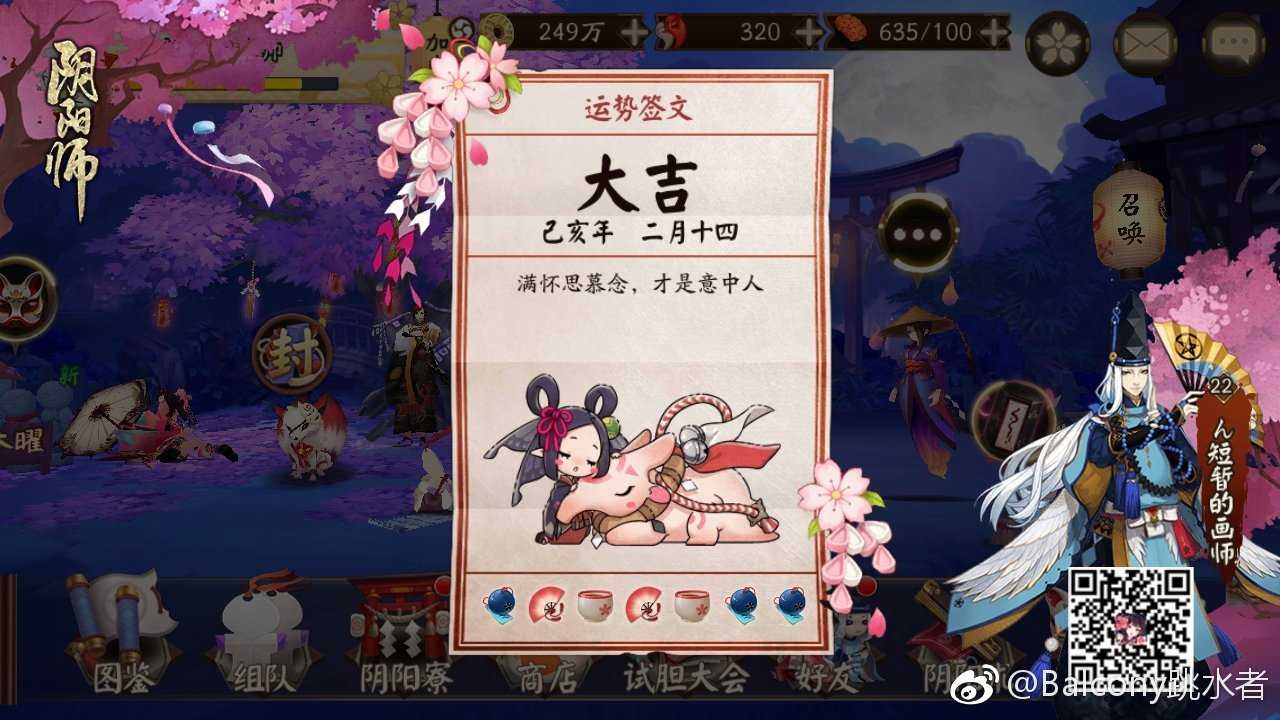 阴阳师
加
249万
320
635/100
运势签文
大吉
己亥年 二月十四
满怀思慕念，才是意中人
召唤
封
新
22
ん短暂的画师
图鉴
组队
阴阳寮
商店
试胆大会
好友
@Balcony跳水者